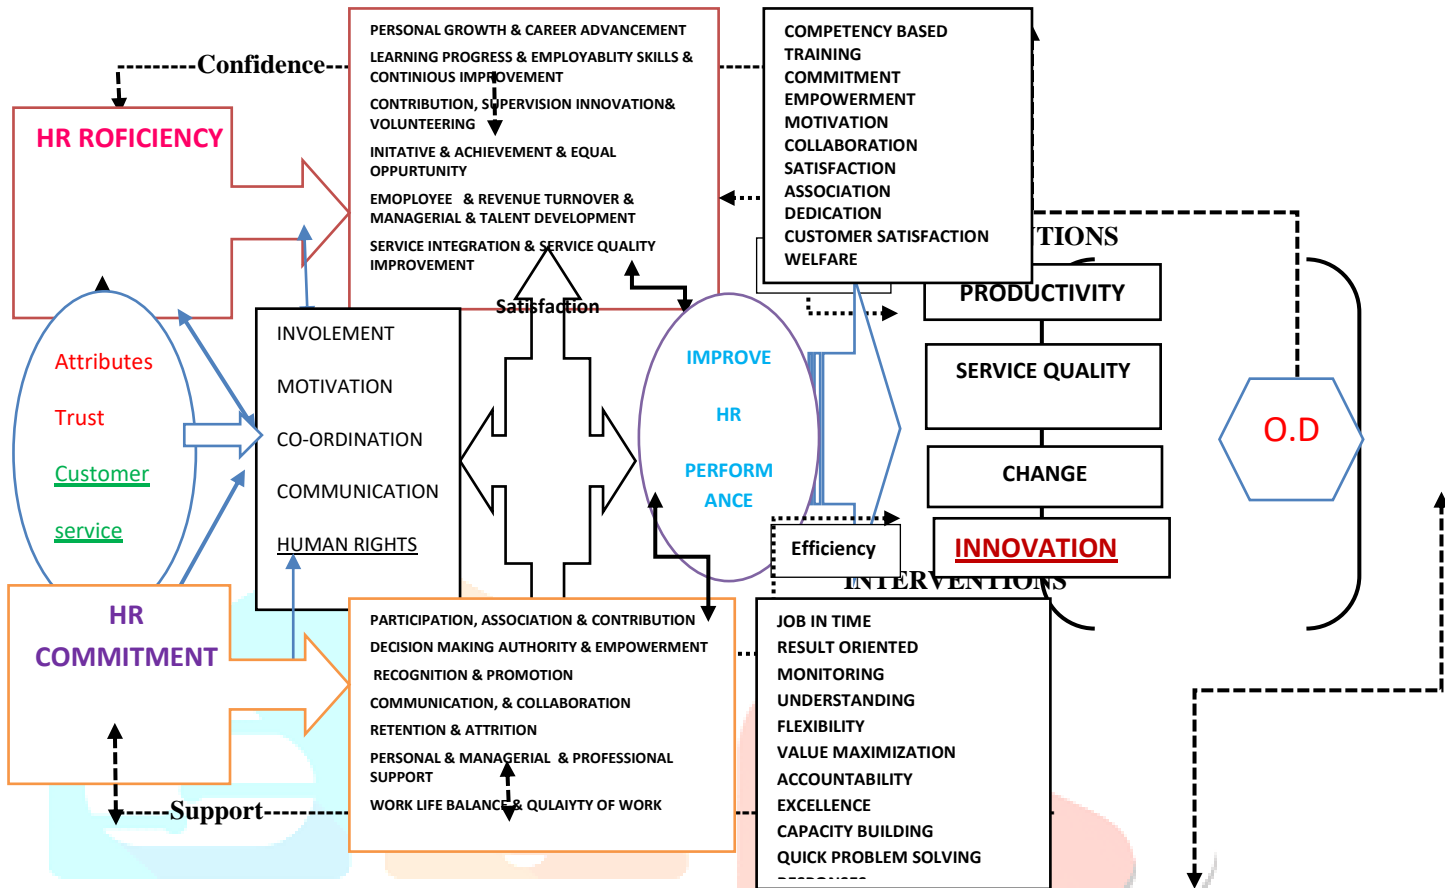 PERSONAL GROWTH & CAREER ADVANCEMENT
LEARNING PROGRESS & EMPLOYABLITY SKILLS &
CONTINIOUS IMPROVEMENT
CONTRIBUTION, SUPERVISION INNOVATION&
VOLUNTEERING
INITATIVE & ACHIEVEMENT & EQUAL
OPPURTUNITY
EMOPLOYEE & REVENUE TURNOVER &
MANAGERIAL & TALENT DEVELOPMENT
SERVICE INTEGRATION & SERVICE QUALITY
IMPROVEMENT
COMPETENCY BASED
TRAINING
COMMITMENT
EMPOWERMENT
MOTIVATION
COLLABORATION
SATISFACTION
ASSOCIATION
DEDICATION
CUSTOMER SATISFACTION
WELFARE
Confidence
HR ROFICIENCY
Attributes
Trust
Customer
service
HR
COMMITMENT
INVOLEMENT
MOTIVATION
CO-ORDINATION
COMMUNICATION
HUMAN RIGHTS
Satisfaction
IMPROVE
HR
PERFORM
ANCE
TIONS
PRODUCTIVITY
SERVICE QUALITY
CHANGE
INNOVATION
O.D
Efficiency
INTERVENTIONS
PARTICIPATION, ASSOCIATION & CONTRIBUTION
DECISION MAKING AUTHORITY & EMPOWERMENT
RECOGNITION & PROMOTION
COMMUNICATION, & COLLABORATION
RETENTION & ATTRITION
PERSONAL & MANAGERIAL & PROFESSIONAL
SUPPORT
WORK LIFE BALANCE & QULAIYTY OF WORK
Support
JOB IN TIME
RESULT ORIENTED
MONITORING
UNDERSTANDING
FLEXIBILITY
VALUE MAXIMIZATION
ACCOUNTABILITY
EXCELLENCE
CAPACITY BUILDING
QUICK PROBLEM SOLVING